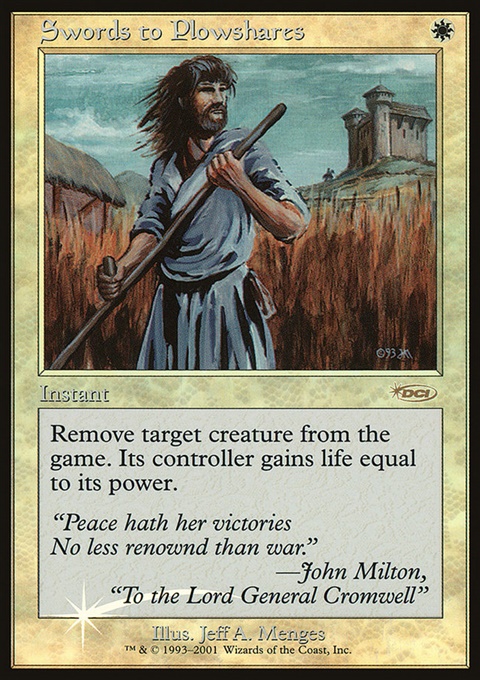 Swords to Plowshares
©93 JM
Instant
DCI
Remove target creature from the
game. Its controller gains life equal
to its power.
“Peace hath her victories
No less renownd than war.”
—John Milton,
“To the Lord General Cromwell”
Illus. Jeff A. Menges
™ & © 1993–2001 Wizards of the Coast, Inc.